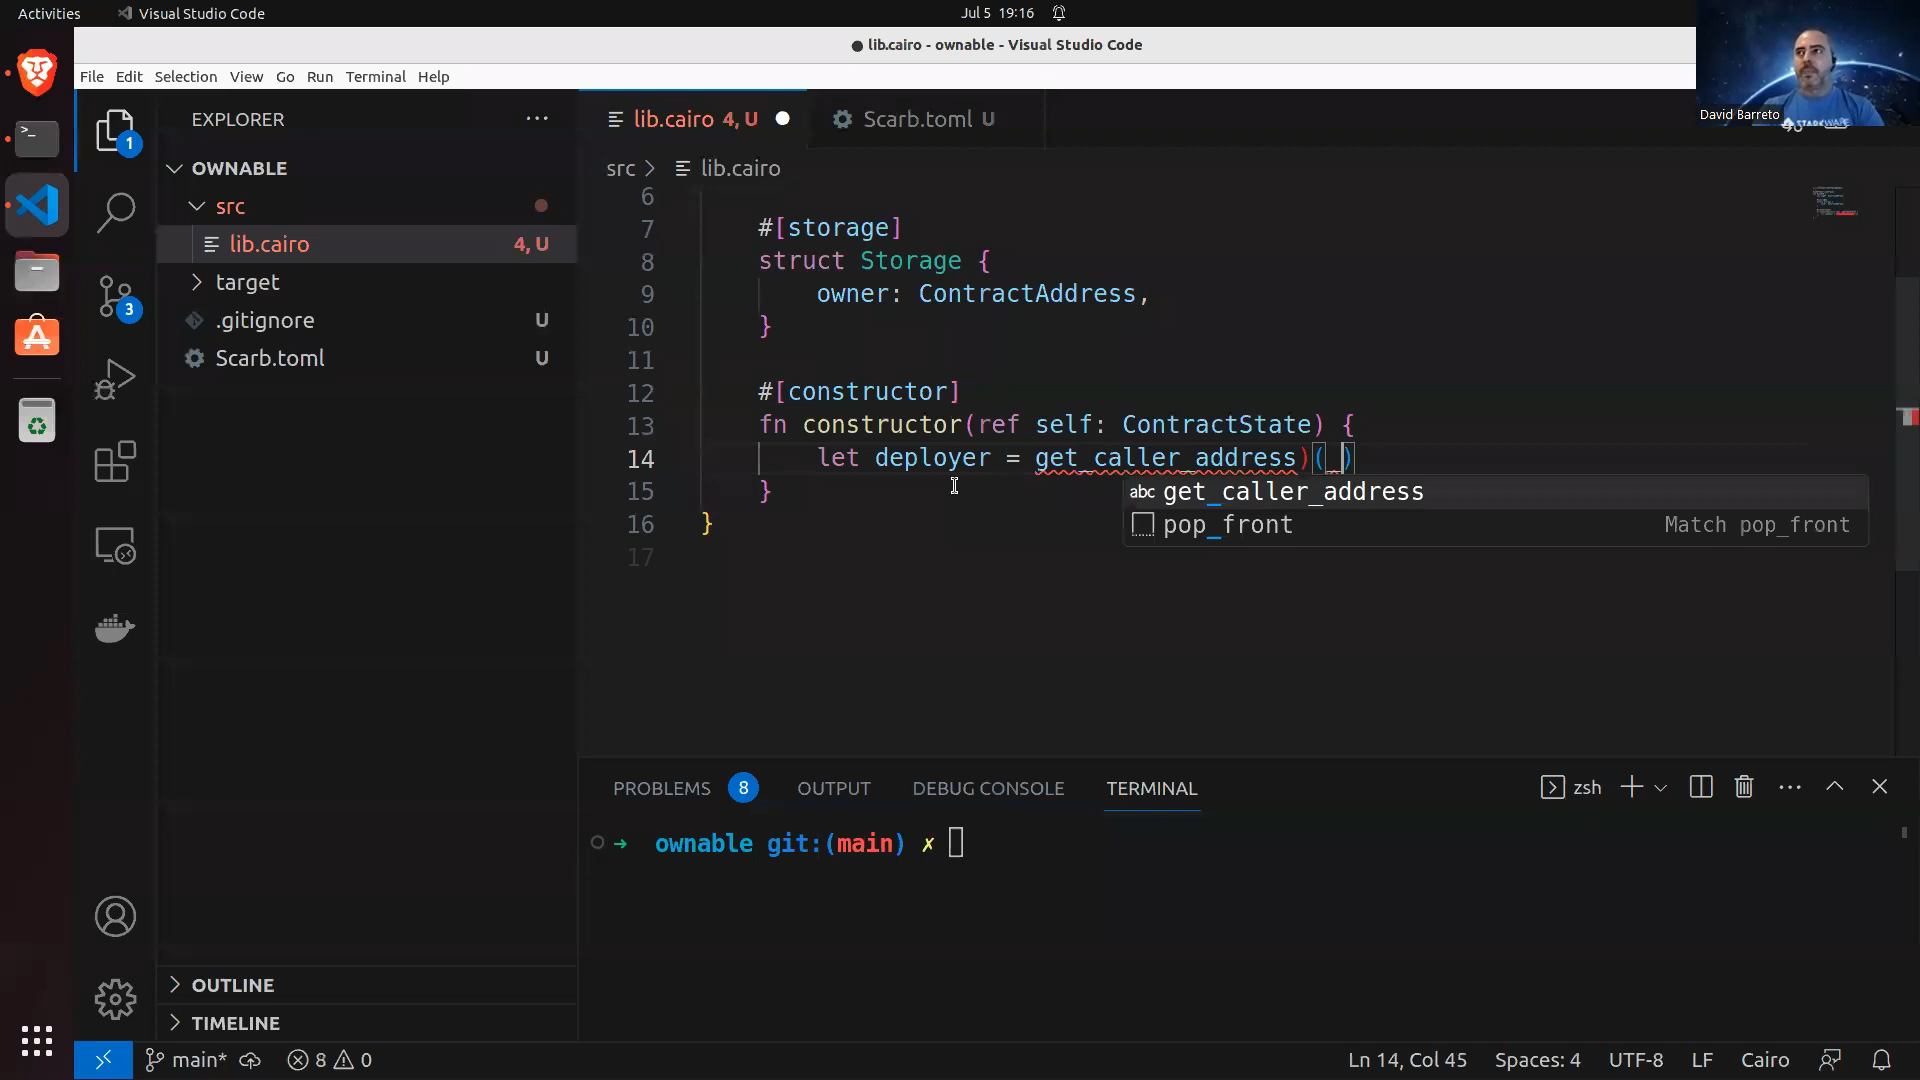 Activities
Visual Studio Code
Jul 5 19:16
● lib.cairo - ownable - Visual Studio Code
File Edit Selection View Go Run Terminal Help
David Barreto
EXPLORER
OWNABLE
src
lib.cairo 4, U
target
.gitignore U
Scarb.toml U
OUTLINE
TIMELINE
1
3
lib.cairo 4, U
Scarb.toml U
src > lib.cairo
6
7 #[storage]
8 struct Storage {
9 owner: ContractAddress,
10 }
11
12 #[constructor]
13 fn constructor(ref self: ContractState) {
14 let deployer = get_caller_address)(_)
15 }
16 }
17
abc get_caller_address
pop_front Match pop_front
PROBLEMS 8 OUTPUT DEBUG CONSOLE TERMINAL
zsh
→ ownable git:(main) ✗
main*
8 0
Ln 14, Col 45 Spaces: 4 UTF-8 LF Cairo